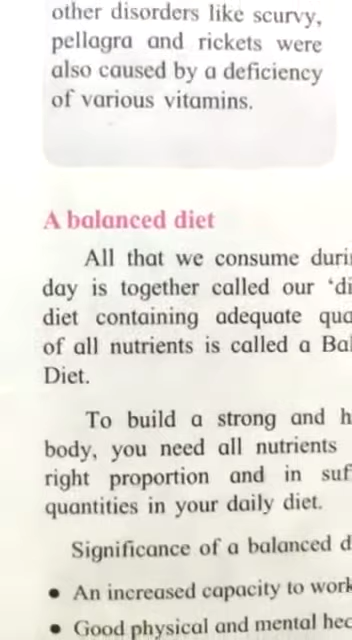 other disorders like scurvy,
pellagra and rickets were
also caused by a deficiency
of various vitamins.
A balanced diet
All that we consume
day is together called our
diet containing adequate
of all nutrients is called a
Diet.
To build a strong and
body, you need all nutrients
right proportion and in
quantities in your daily diet.
Significance of a balanced
• An increased capacity to work
• Good physical and mental